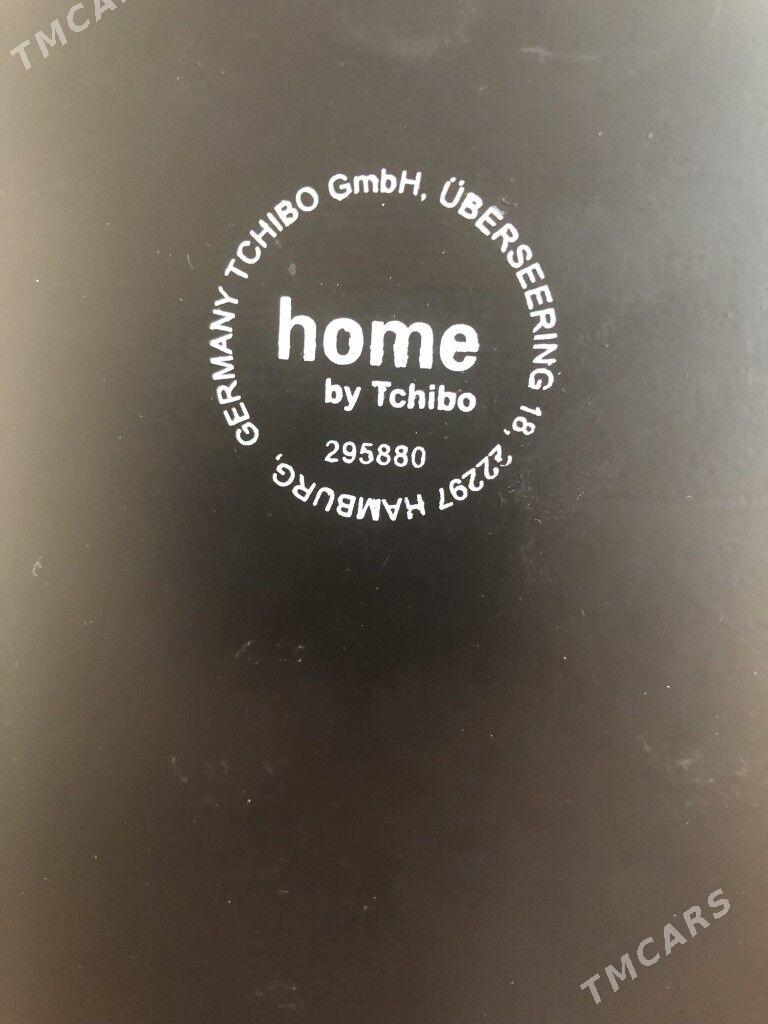 TMCARS
GERMANY TCHIBO GmbH, ÜBERSEERING 18, 22297 HAMBURG,
home
by Tchibo
295880
TMCARS